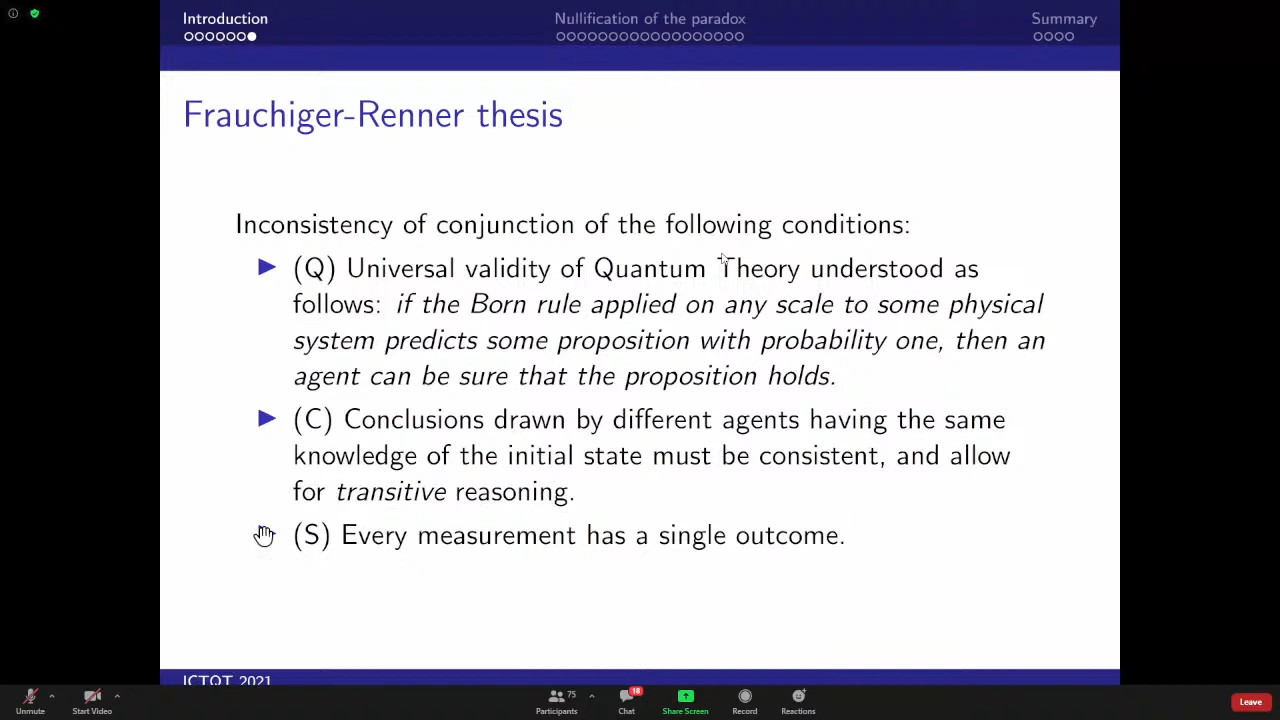 Introduction
Nullification of the paradox
Summary
Frauchiger-Renner thesis
Inconsistency of conjunction of the following conditions:
(Q) Universal validity of Quantum Theory understood as
follows: if the Born rule applied on any scale to some physical
system predicts some proposition with probability one, then an
agent can be sure that the proposition holds.
(C) Conclusions drawn by different agents having the same
knowledge of the initial state must be consistent, and allow
for transitive reasoning.
(S) Every measurement has a single outcome.
ICTQT 2021
75
18
Unmute
Start Video
Participants
Chat
Share Screen
Record
Reactions
Leave